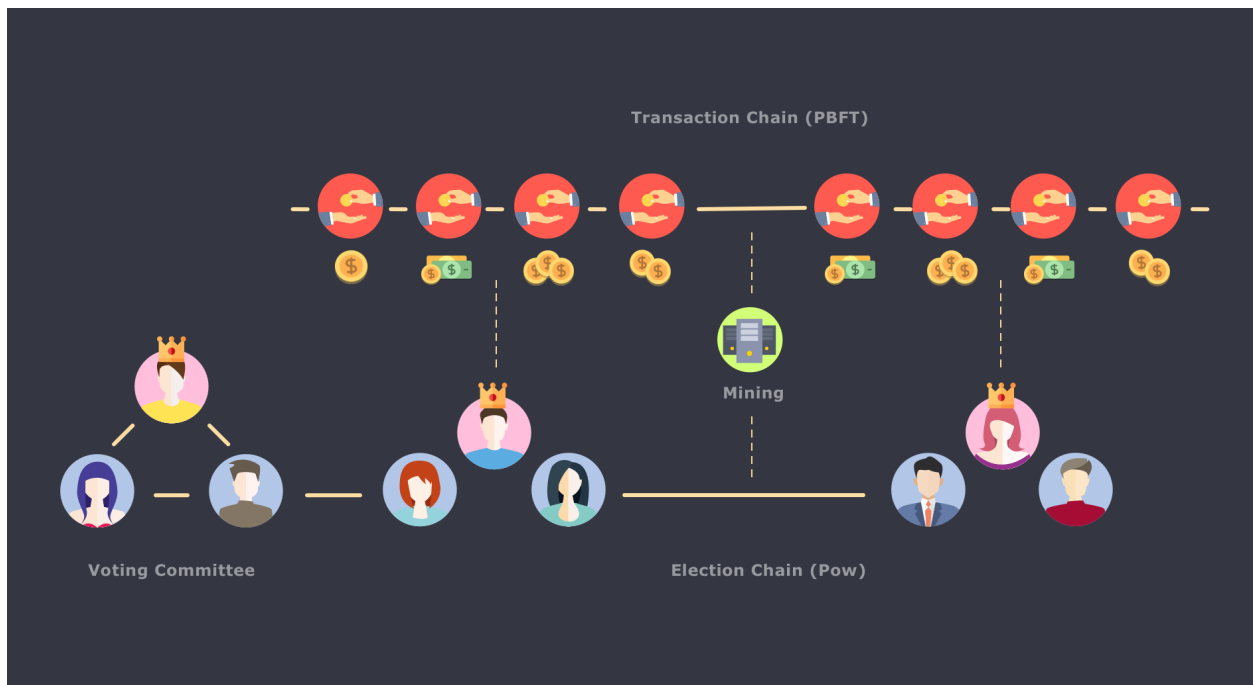 Transaction Chain (PBFT)
Mining
Voting Committee
Election Chain (Pow)